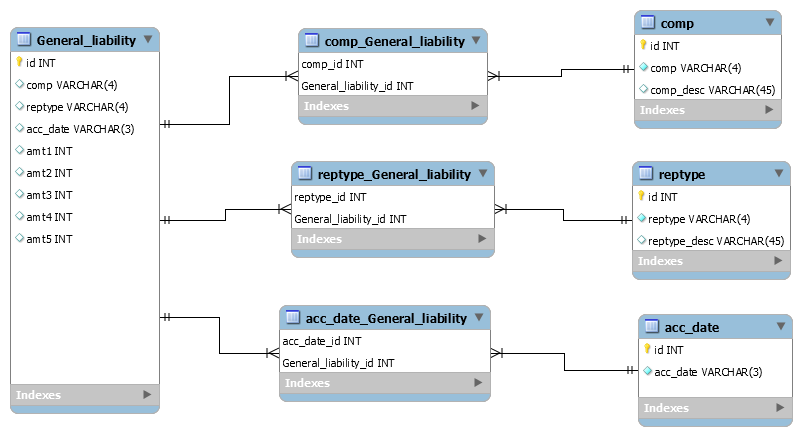 General_liability
id INT
comp VARCHAR(4)
reptype VARCHAR(4)
acc_date VARCHAR(3)
amt1 INT
amt2 INT
amt3 INT
amt4 INT
amt5 INT
Indexes
comp_General_liability
comp_id INT
General_liability_id INT
Indexes
comp
id INT
comp VARCHAR(4)
comp_desc VARCHAR(45)
Indexes
reptype_General_liability
reptype_id INT
General_liability_id INT
Indexes
reptype
id INT
reptype VARCHAR(4)
reptype_desc VARCHAR(45)
Indexes
acc_date_General_liability
acc_date_id INT
General_liability_id INT
Indexes
acc_date
id INT
acc_date VARCHAR(3)
Indexes